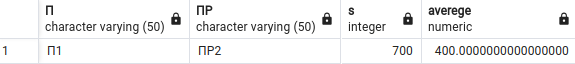 П ПР s averege
character varying (50) character varying (50) integer numeric
1 П1 ПР2 700 400.0000000000000000